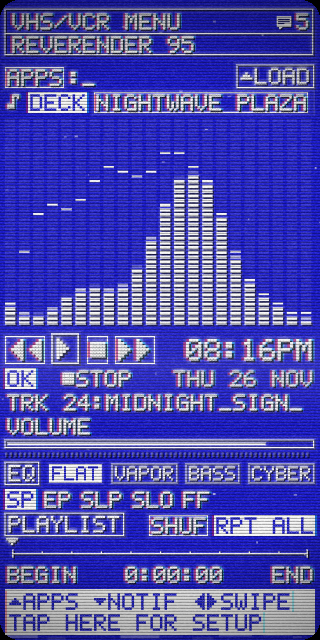 VHS/VCR MENU 5
REVERENDER 95
APPS:_ LOAD
DECK NIGHTWAVE PLAZA
08:16PM
OK STOP THU 26 NOV
TRK 24:MIDNIGHT_SIGN_
VOLUME
EQ FLAT VAPOR BASS CYBER
SP EP SLP SLO FF
PLAYLIST SHUF RPT ALL
BEGIN 0:00:00 END
APPS NOTIF SWIPE
TAP HERE FOR SETUP